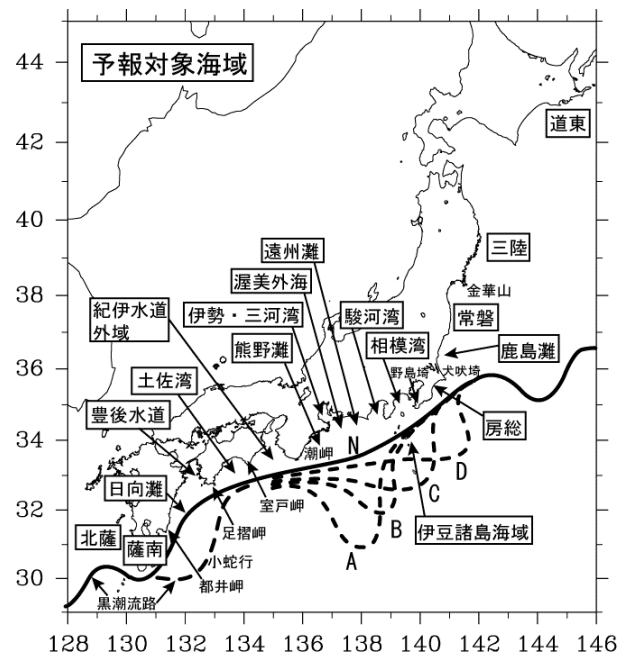 44
予報対象海域
道東
42
40
遠州灘
三陸
渥美外海
金華山
38
紀伊水道
外域
伊勢・三河湾
駿河湾
常磐
熊野灘
相模湾
鹿島灘
36
土佐湾
野島埼
犬吠埼
豊後水道
房総
潮岬
N
34
D
日向灘
室戸岬
C
足摺岬
B
伊豆諸島海域
32
北薩
薩南
小蛇行
A
都井岬
30
黒潮流路
128 130 132 134 136 138 140 142 144 146